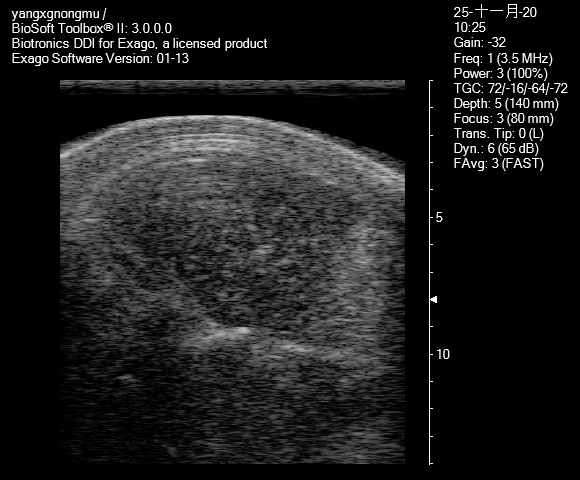 yangxgnongmu /
BioSoft Toolbox® II: 3.0.0.0
Biotronics DDI for Exago, a licensed product
Exago Software Version: 01-13
25-十一月-20
10:25
Gain: -32
Freq: 1 (3.5 MHz)
Power: 3 (100%)
TGC: 72/-16/-64/-72
Depth: 5 (140 mm)
Focus: 3 (80 mm)
Trans. Tip: 0 (L)
Dyn.: 6 (65 dB)
FAvg: 3 (FAST)
5
10